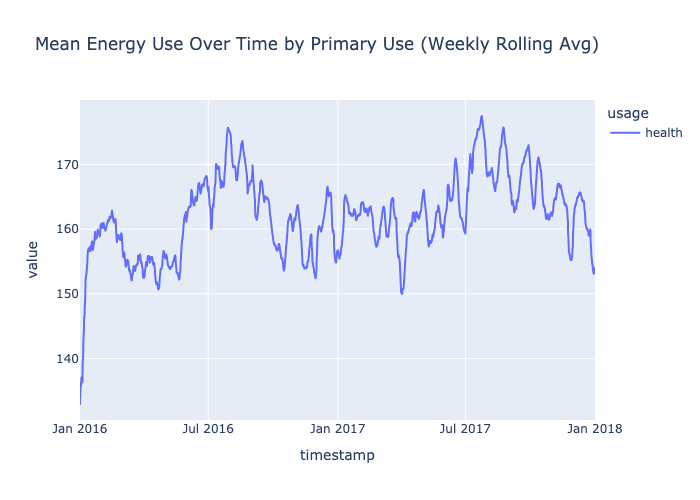 Mean Energy Use Over Time by Primary Use (Weekly Rolling Avg)
usage
health
170
160
150
140
value
Jan 2016
Jul 2016
Jan 2017
Jul 2017
Jan 2018
timestamp